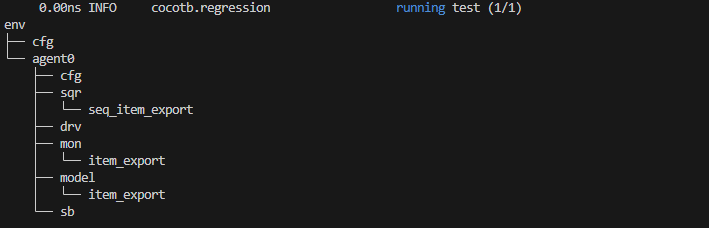 0.00ns INFO     cocotb.regression                  running test (1/1)
env
├── cfg
└── agent0
    ├── cfg
    ├── sqr
    │   └── seq_item_export
    ├── drv
    ├── mon
    │   └── item_export
    ├── model
    │   └── item_export
    └── sb